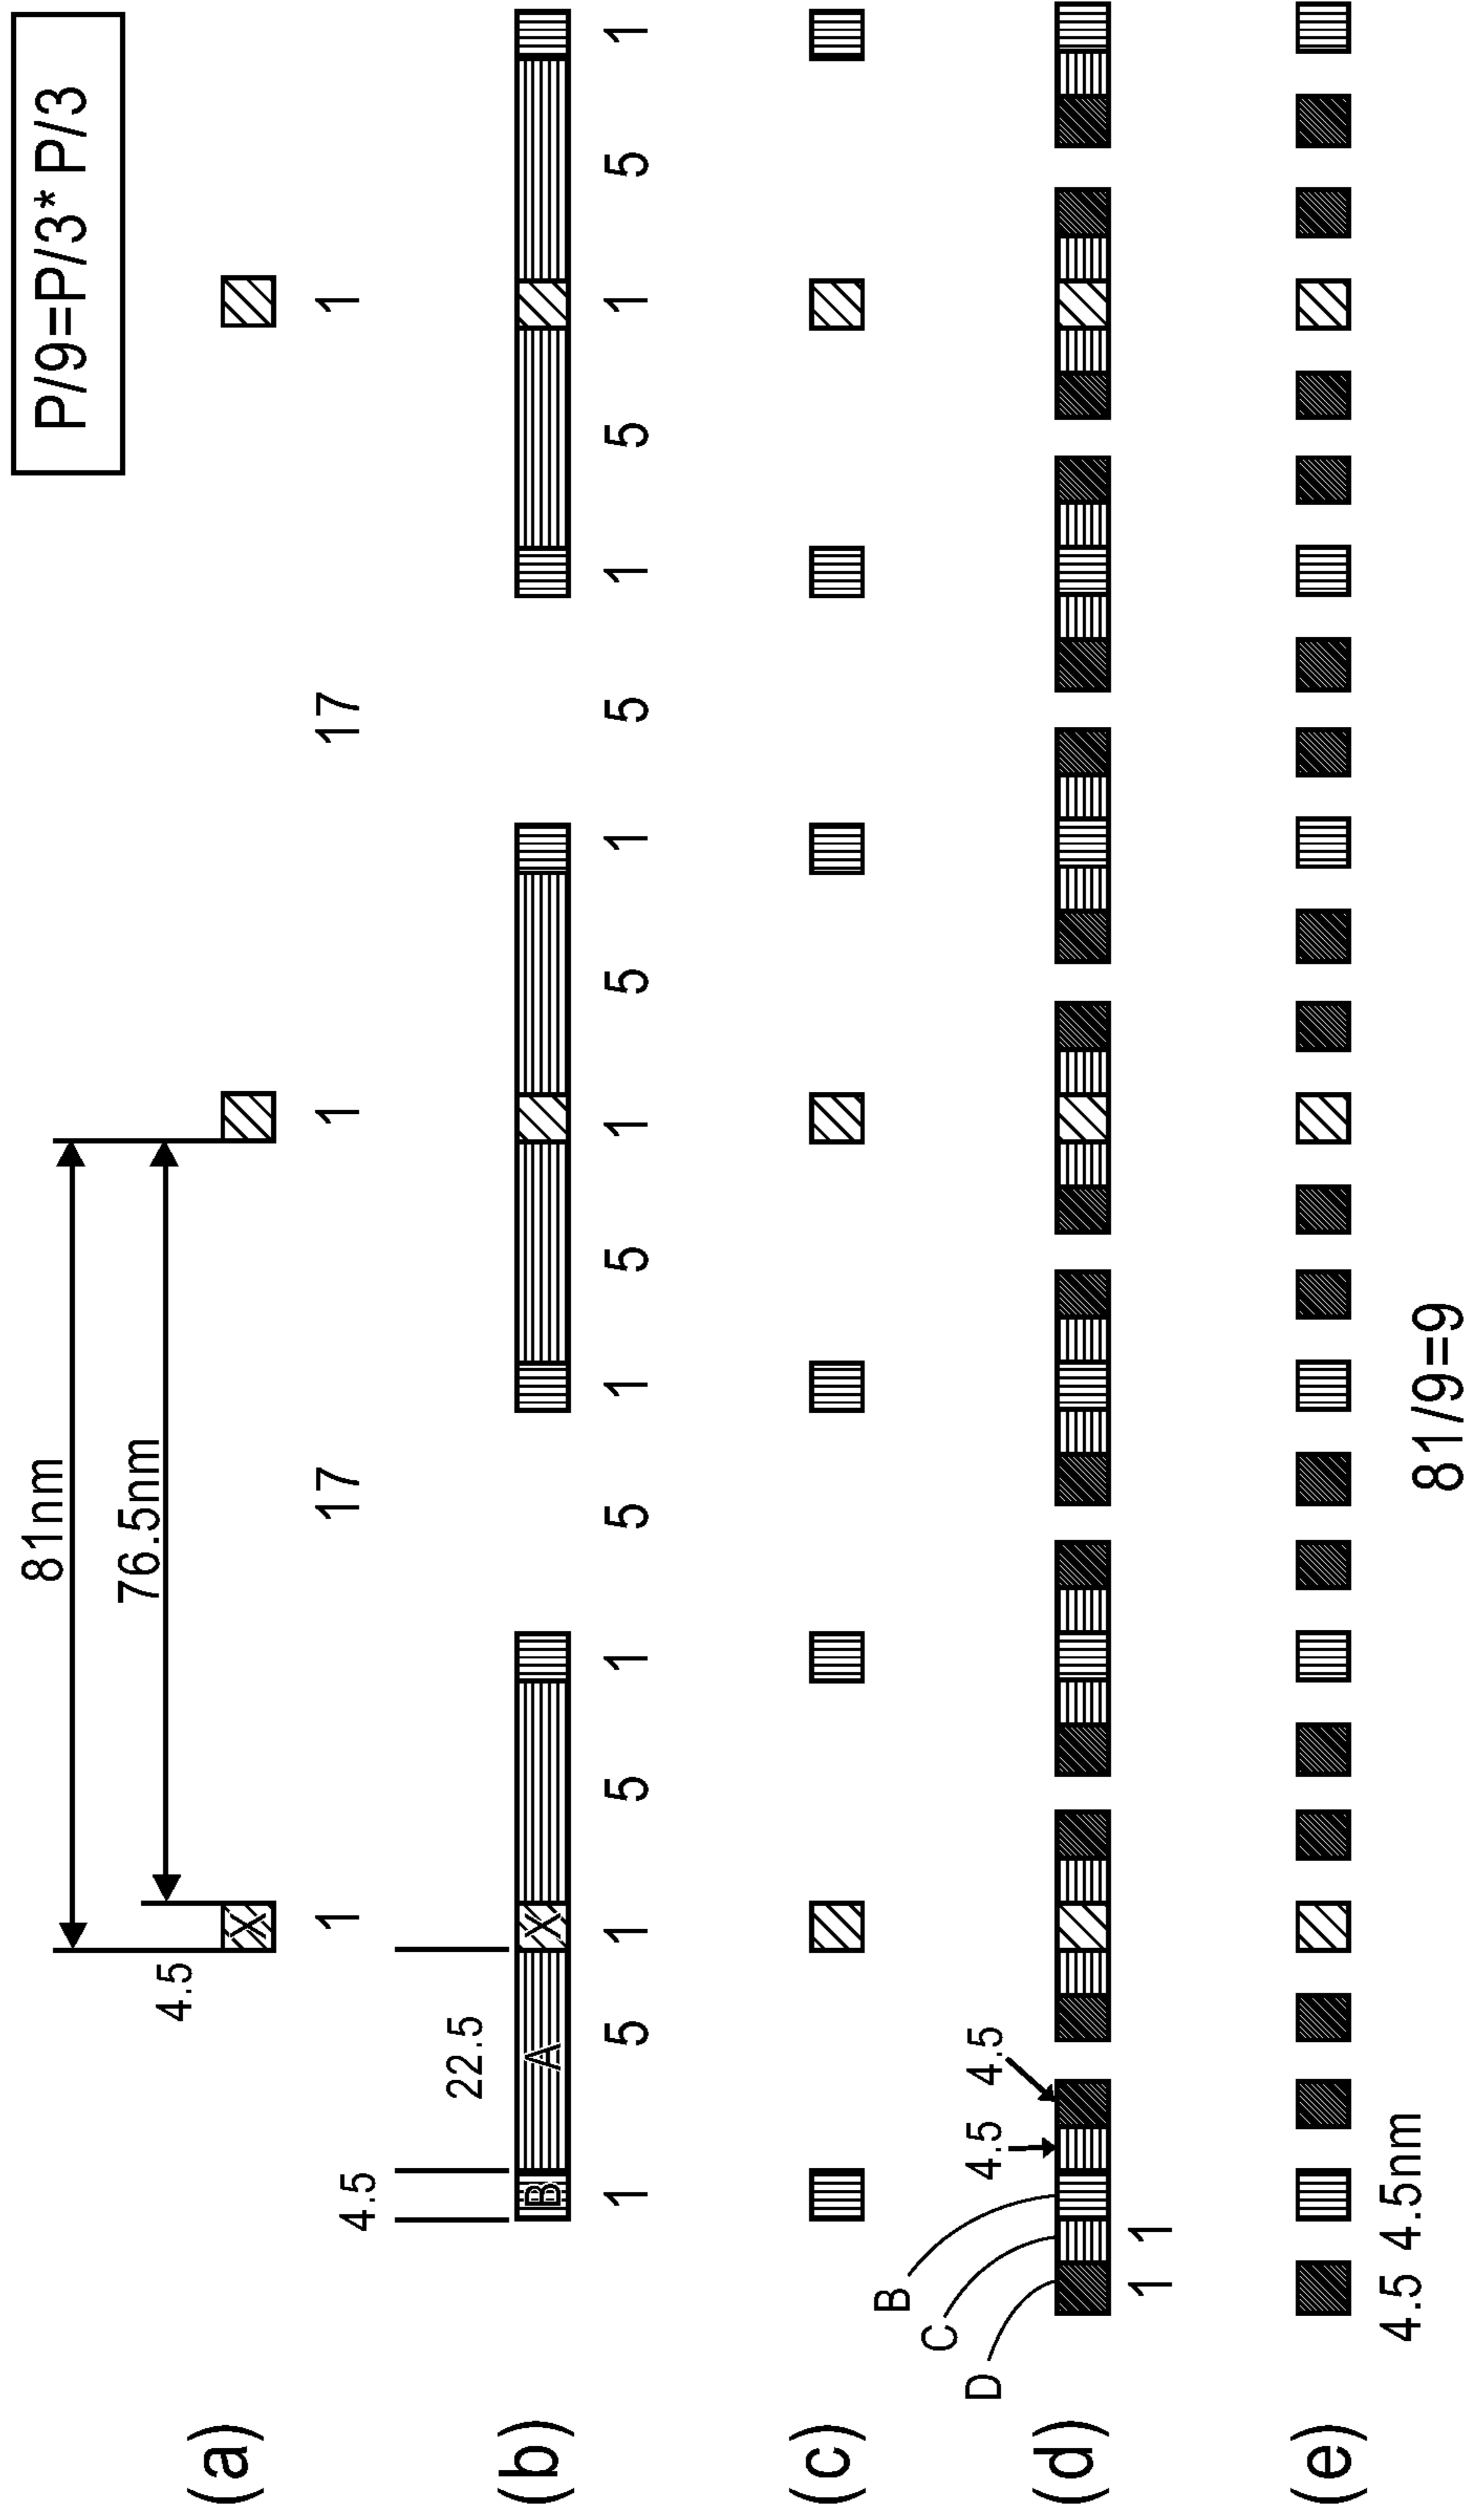 P/9=P/3* P/3
81nm
76.5nm
4.5
(a) X
1 17 1 17 1
4.5
22.5
(b) B A X
1 5 1 5 1 5 1 5 1 5 1 5 1 5 1 5 1
(c)
B
C
D 4.5 4.5
(d)
1 1
(e)
4.5 4.5nm
81/9=9